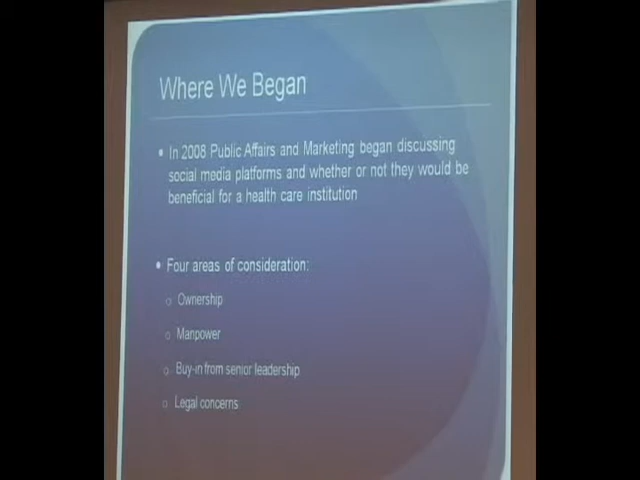 Where We Began
• In 2008 Public Affairs and Marketing began discussing
social media platforms and whether or not they would be
beneficial for a health care institution
• Four areas of consideration:
○ Ownership
○ Manpower
○ Buy-in from senior leadership
○ Legal concerns